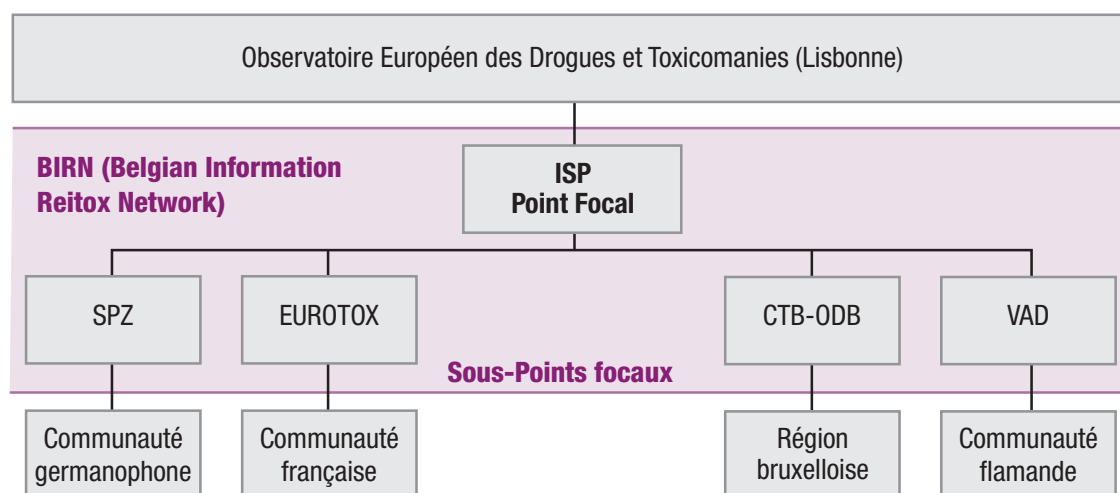 Observatoire Européen des Drogues et Toxicomanies (Lisbonne)
BIRN (Belgian Information
Reitox Network)
ISP
Point Focal
SPZ
EUROTOX
CTB-ODB
VAD
Sous-Points focaux
Communauté
germanophone
Communauté
française
Région
bruxelloise
Communauté
flamande